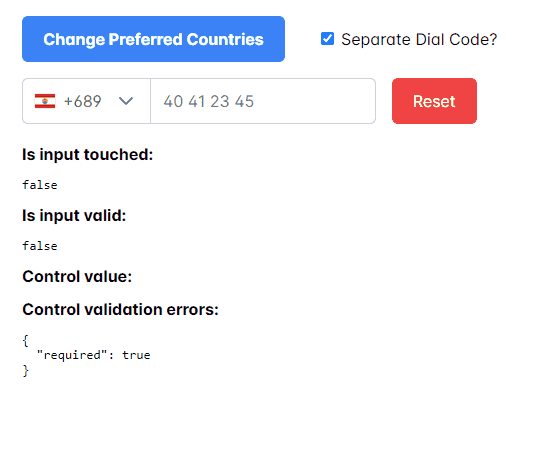 Change Preferred Countries
Separate Dial Code?
+689
40 41 23 45
Reset
Is input touched:
false
Is input valid:
false
Control value:
Control validation errors:
{
  "required": true
}